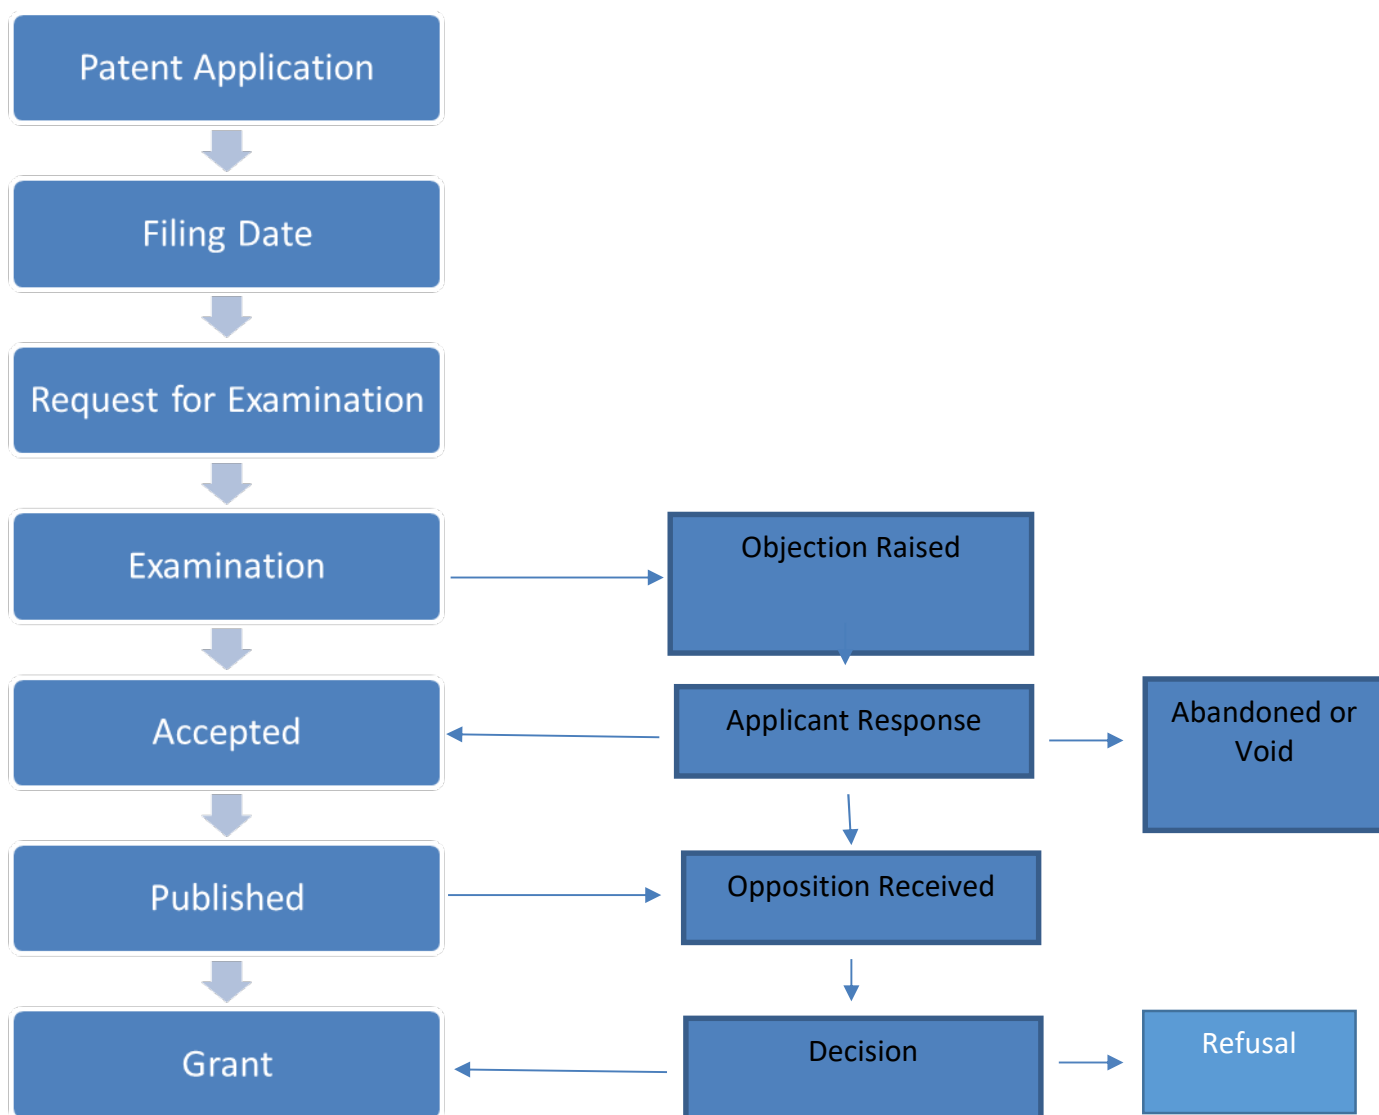 Patent Application
Filing Date
Request for Examination
Examination
Objection Raised
Accepted
Applicant Response
Abandoned or
Void
Published
Opposition Received
Grant
Decision
Refusal